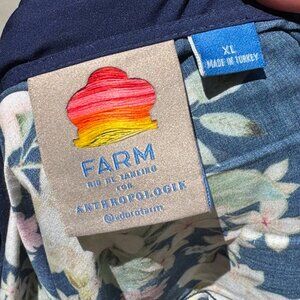 XL
MADE IN TURKEY
FARM
RIO DE JANEIRO
FOR
ANTHROPOLOGIE
@adorofarm